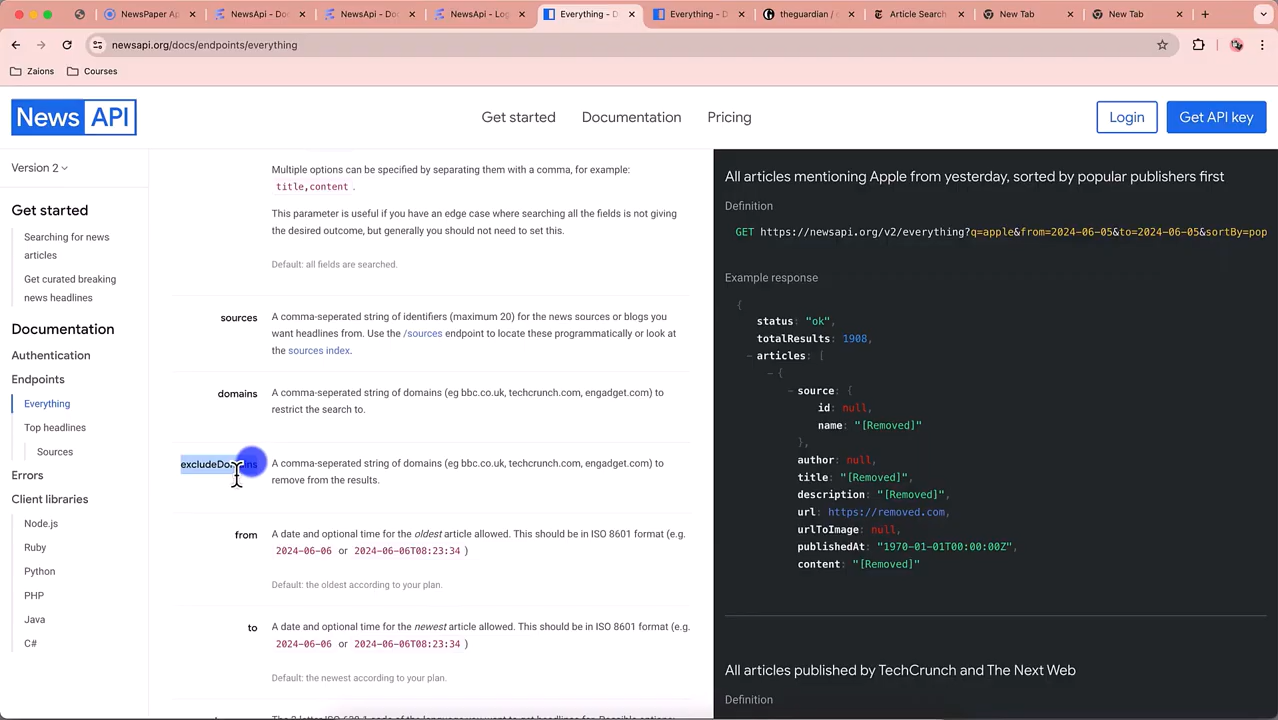 NewsPaper Ap
NewsApi - Do
NewsApi - Do
NewsApi - Lo
Everything - D
Everything - D
theguardian /
Article Search
New Tab
New Tab
newsapi.org/docs/endpoints/everything
Zaions
Courses
News API
Get started
Documentation
Pricing
Login
Get API key
Version 2
Get started
Searching for news
articles
Get curated breaking
news headlines
Documentation
Authentication
Endpoints
Everything
Top headlines
Sources
Errors
Client libraries
Node.js
Ruby
Python
PHP
Java
C#
Multiple options can be specified by separating them with a comma, for example:
title,content .
This parameter is useful if you have an edge case where searching all the fields is not giving
the desired outcome, but generally you should not need to set this.
Default: all fields are searched.
sources
A comma-seperated string of identifiers (maximum 20) for the news sources or blogs you
want headlines from. Use the /sources endpoint to locate these programmatically or look at
the sources index.
domains
A comma-seperated string of domains (eg bbc.co.uk, techcrunch.com, engadget.com) to
restrict the search to.
excludeDomains
A comma-seperated string of domains (eg bbc.co.uk, techcrunch.com, engadget.com) to
remove from the results.
from
A date and optional time for the oldest article allowed. This should be in ISO 8601 format (e.g.
2024-06-06 or 2024-06-06T08:23:34 )
Default: the oldest according to your plan.
to
A date and optional time for the newest article allowed. This should be in ISO 8601 format (e.g.
2024-06-06 or 2024-06-06T08:23:34 )
Default: the newest according to your plan.
All articles mentioning Apple from yesterday, sorted by popular publishers first
Definition
GET https://newsapi.org/v2/everything?q=apple&from=2024-06-05&to=2024-06-05&sortBy=pop
Example response
{
status: "ok",
totalResults: 1908,
− articles: [
− {
− source: {
id: null,
name: "[Removed]"
},
author: null,
title: "[Removed]",
description: "[Removed]",
url: https://removed.com,
urlToImage: null,
publishedAt: "1970-01-01T00:00:00Z",
content: "[Removed]"
All articles published by TechCrunch and The Next Web
Definition